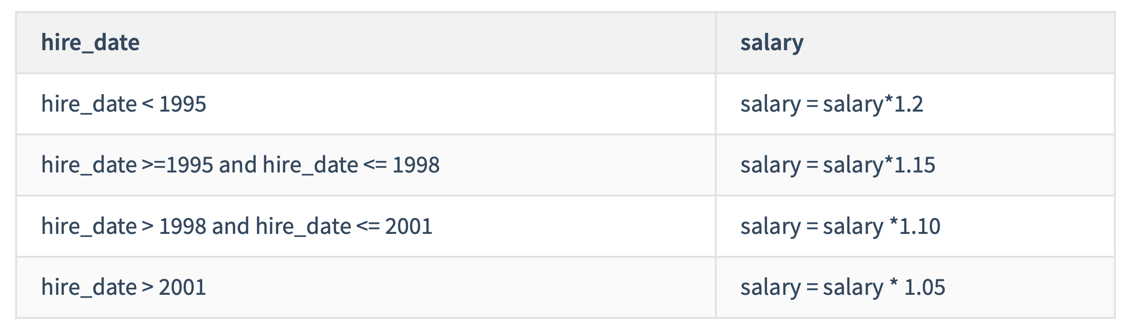 hire_date salary
hire_date < 1995 salary = salary*1.2
hire_date >=1995 and hire_date <= 1998 salary = salary*1.15
hire_date > 1998 and hire_date <= 2001 salary = salary *1.10
hire_date > 2001 salary = salary * 1.05